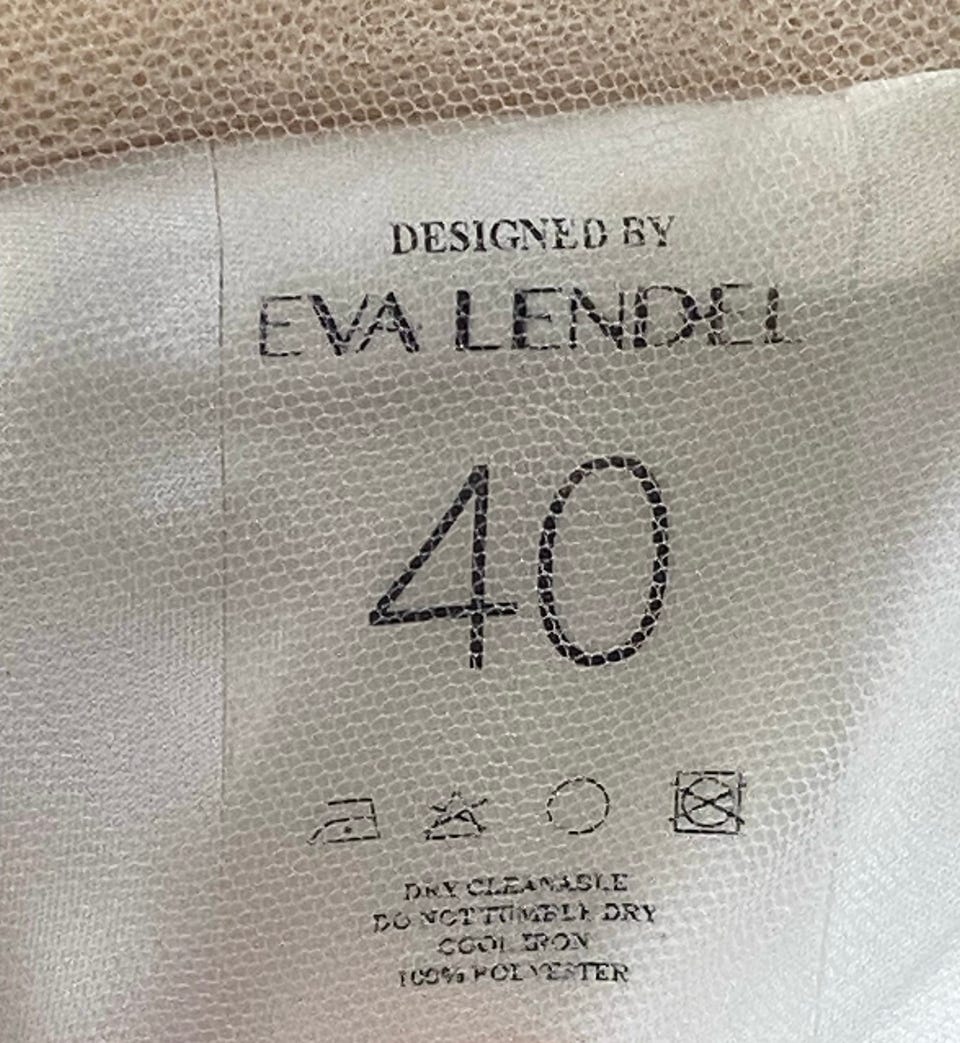 DESIGNED BY
EVA LENDEL
40
DRY CLEANABLE
DO NOT TUMBLE DRY
COOL IRON
100% POLYESTER